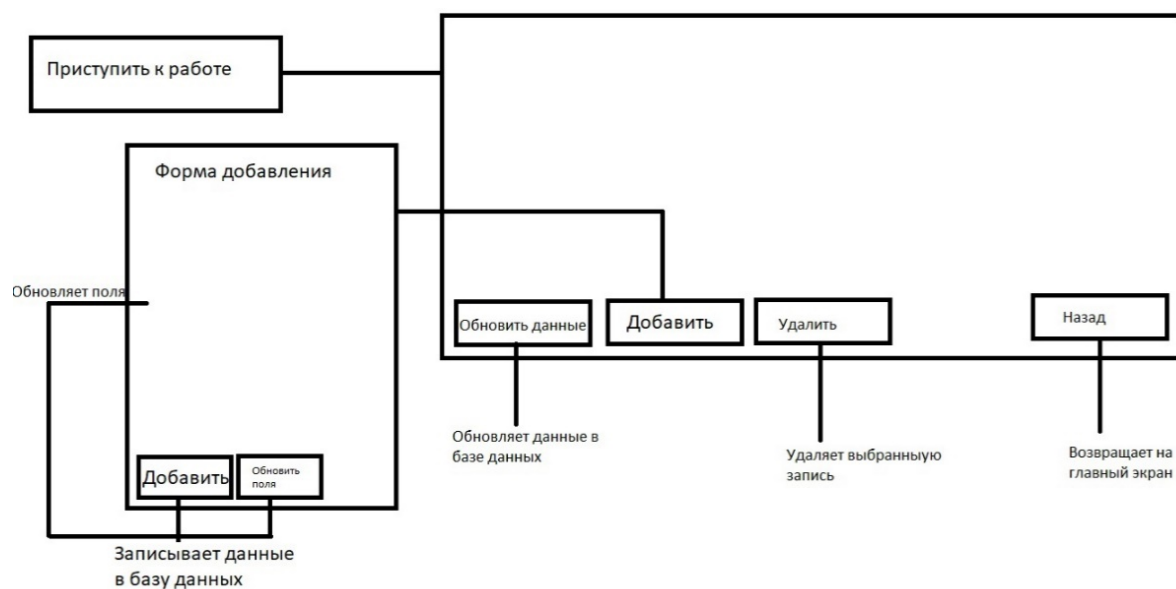 Приступить к работе
Форма добавления
Обновляет поля
Обновить данные
Добавить
Удалить
Назад
Обновляет данные в
базе данных
Удаляет выбранную
запись
Возвращает на
главный экран
Добавить
Обновить
поля
Записывает данные
в базу данных